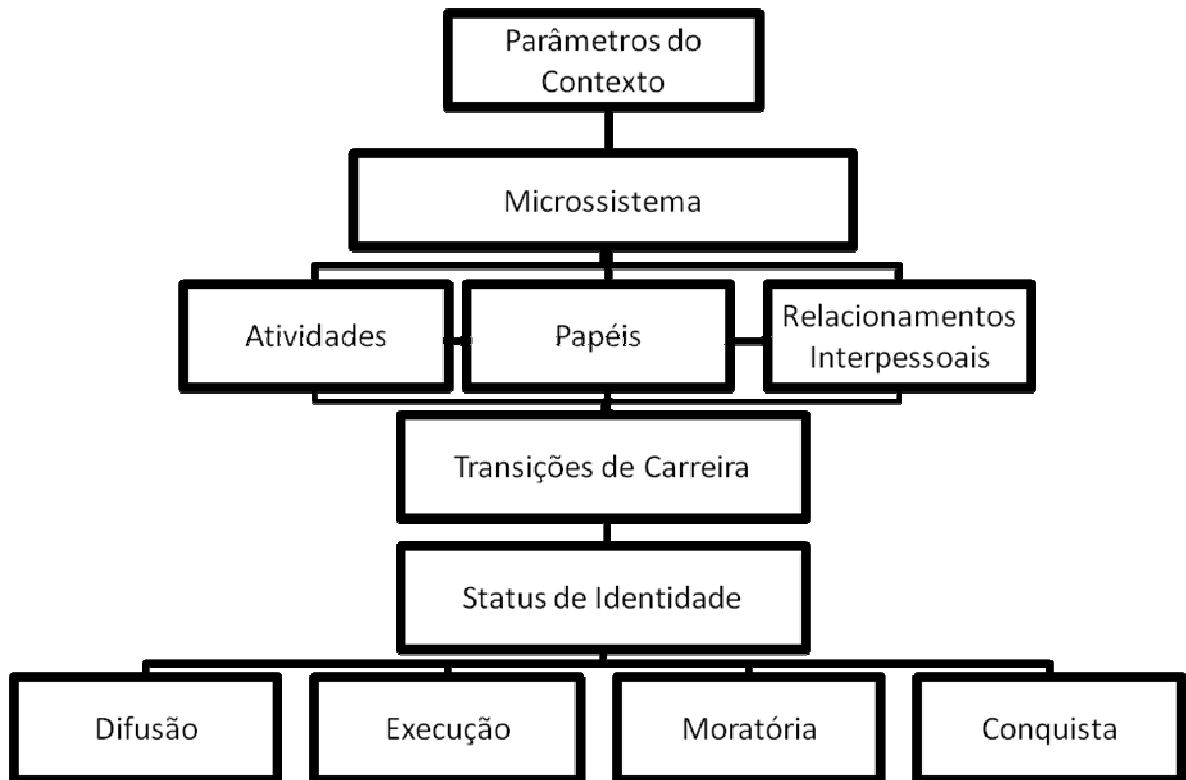 Parâmetros do
Contexto
Microssistema
Atividades
Papéis
Relacionamentos
Interpessoais
Transições de Carreira
Status de Identidade
Difusão
Execução
Moratória
Conquista